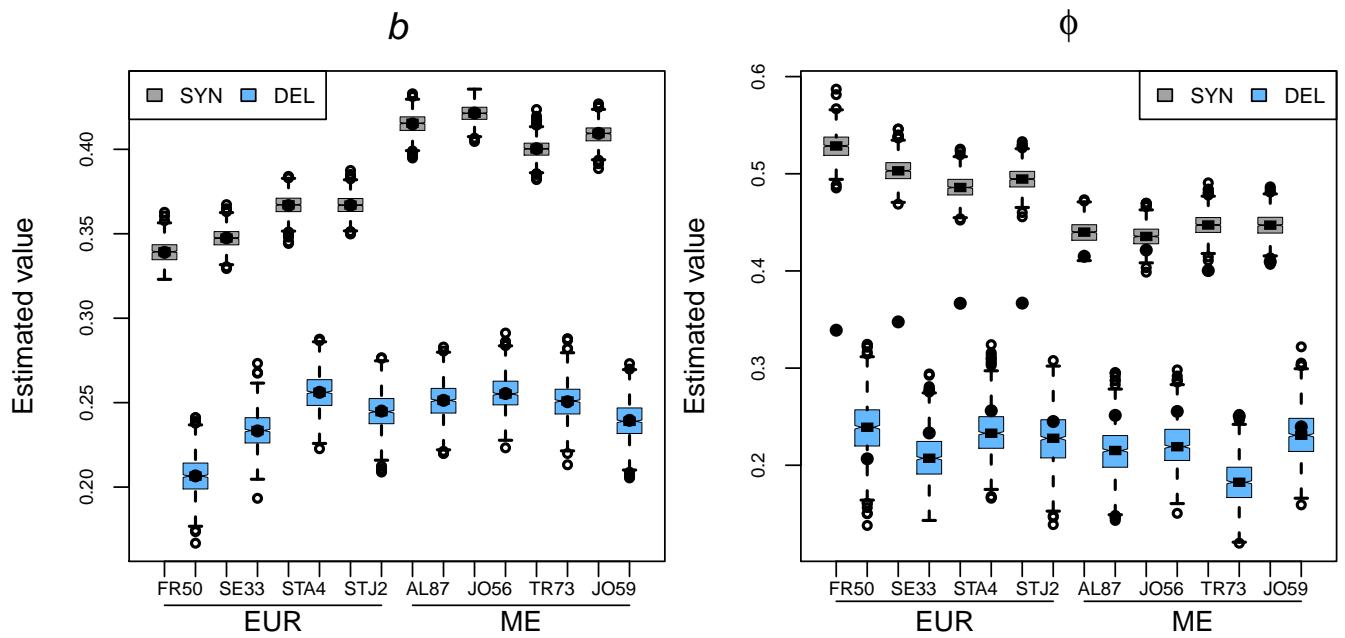 b
SYN DEL
Estimated value
0.40
0.35
0.30
0.25
0.20
FR50 SE33 STA4 STJ2 AL87 JO56 TR73 JO59
EUR ME
ϕ
SYN DEL
Estimated value
0.6
0.5
0.4
0.3
0.2
FR50 SE33 STA4 STJ2 AL87 JO56 TR73 JO59
EUR ME